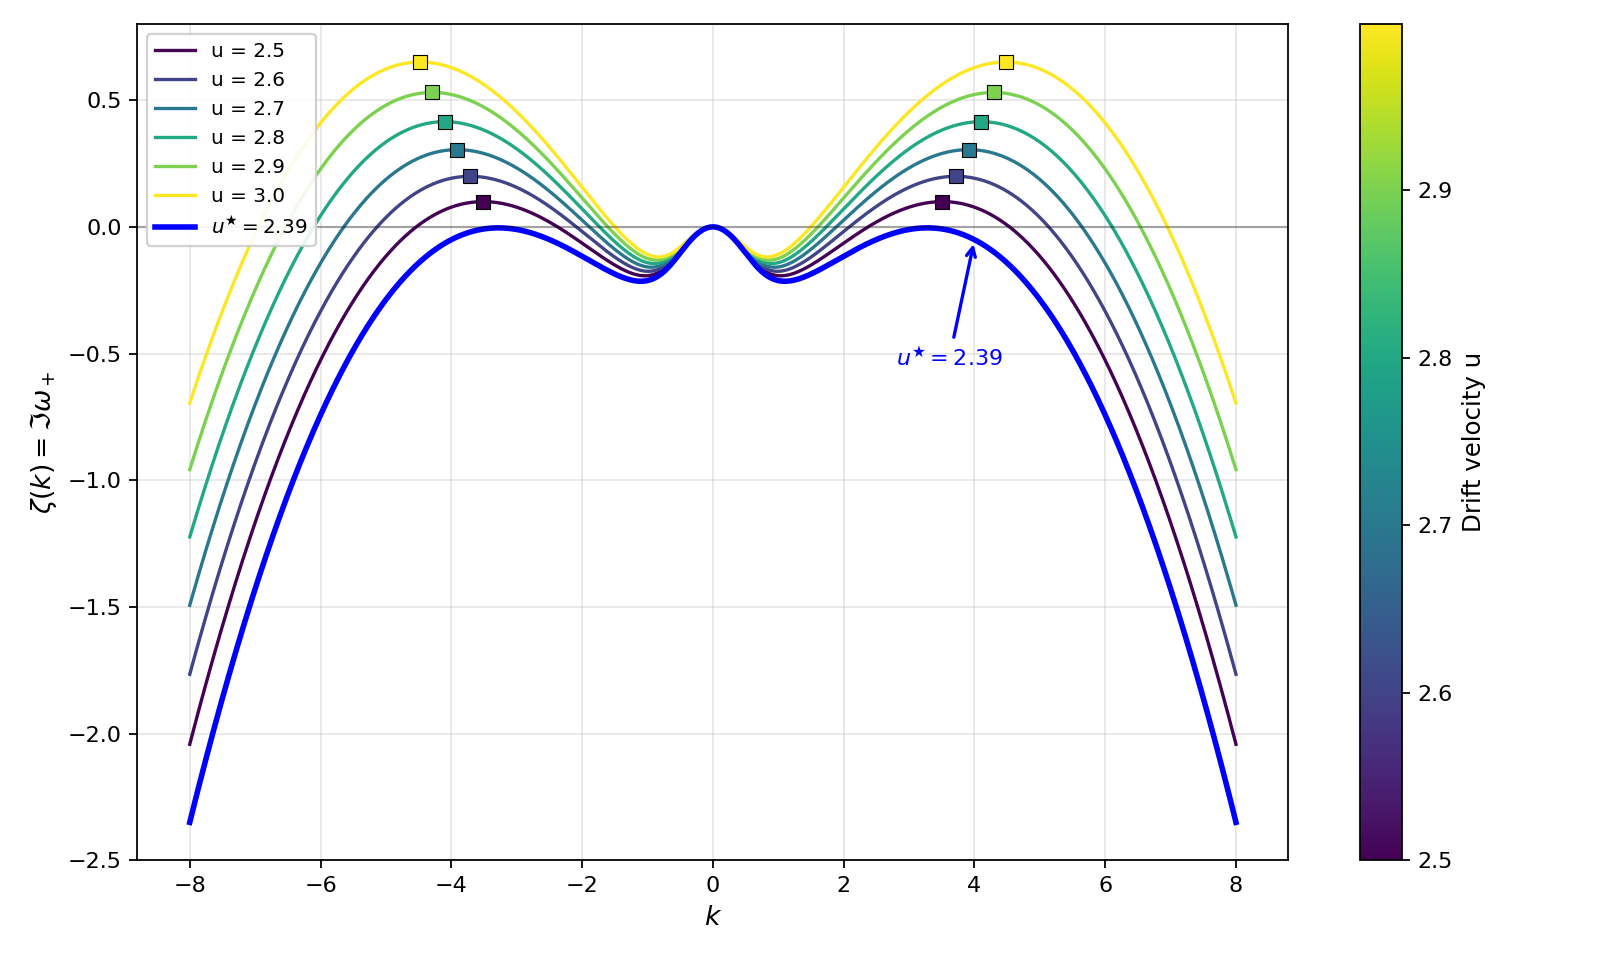 u = 2.5
u = 2.6
u = 2.7
u = 2.8
u = 2.9
u = 3.0
u★ = 2.39
0.5
0.0
−0.5
−1.0
−1.5
−2.0
−2.5
ζ(k) = ℑω₊
u★ = 2.39
−8 −6 −4 −2 0 2 4 6 8
k
2.9
2.8
2.7
2.6
2.5
Drift velocity u